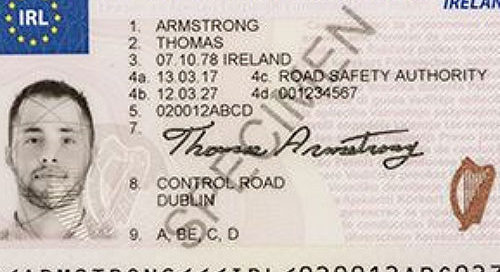 IRELAND
IRL
1. ARMSTRONG
2. THOMAS
3. 07.10.78 IRELAND
4a. 13.03.17 4c. ROAD SAFETY AUTHORITY
4b. 12.03.27 4d. 001234567
5. 020012ABCD
7. Thomas Armstrong
8. CONTROL ROAD
DUBLIN
9. A, BE, C, D
SPECIMEN